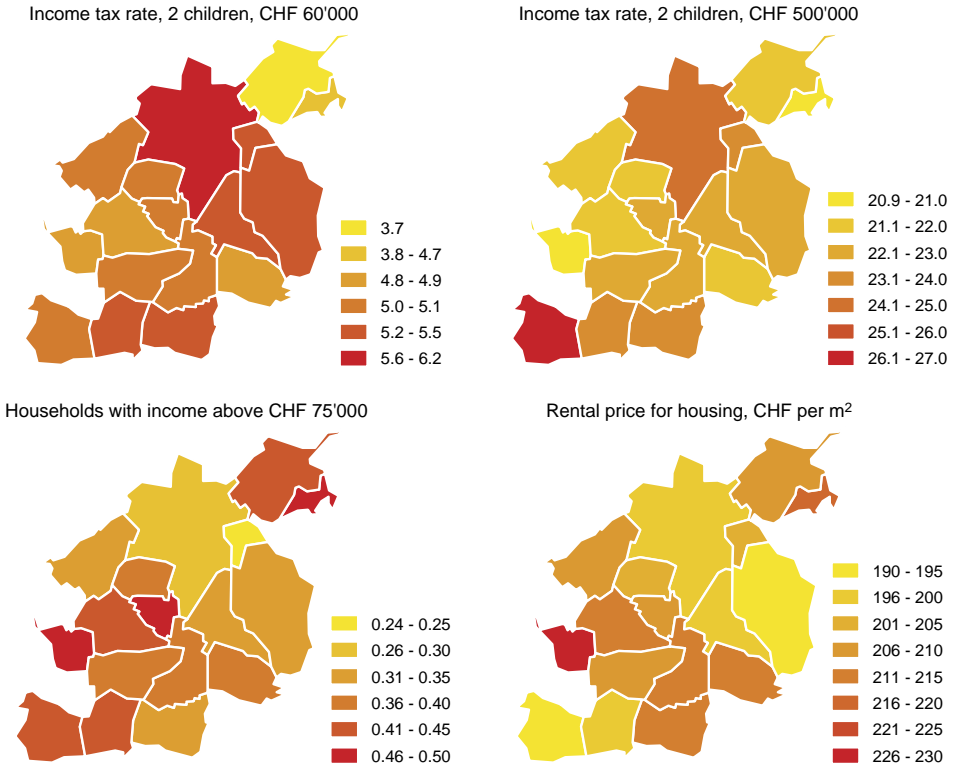 Income tax rate, 2 children, CHF 60'000
3.7
3.8 - 4.7
4.8 - 4.9
5.0 - 5.1
5.2 - 5.5
5.6 - 6.2
Income tax rate, 2 children, CHF 500'000
20.9 - 21.0
21.1 - 22.0
22.1 - 23.0
23.1 - 24.0
24.1 - 25.0
25.1 - 26.0
26.1 - 27.0
Households with income above CHF 75'000
0.24 - 0.25
0.26 - 0.30
0.31 - 0.35
0.36 - 0.40
0.41 - 0.45
0.46 - 0.50
Rental price for housing, CHF per m²
190 - 195
196 - 200
201 - 205
206 - 210
211 - 215
216 - 220
221 - 225
226 - 230